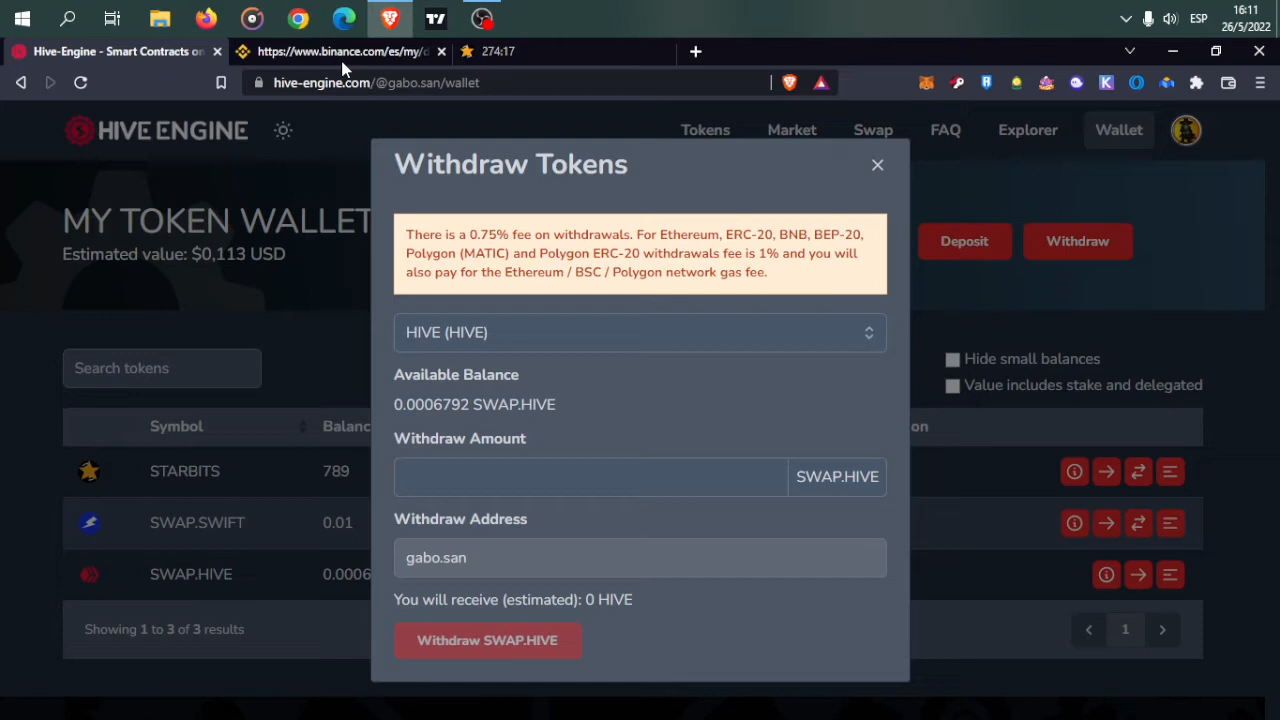 16:11
ESP
26/5/2022
Hive-Engine - Smart Contracts on
https://www.binance.com/es/my/d
274:17
hive-engine.com/@gabo.san/wallet
HIVE ENGINE
Tokens
Market
Swap
FAQ
Explorer
Wallet
MY TOKEN WALLET
Estimated value: $0,113 USD
Deposit
Withdraw
Withdraw Tokens
There is a 0.75% fee on withdrawals. For Ethereum, ERC-20, BNB, BEP-20,
Polygon (MATIC) and Polygon ERC-20 withdrawals fee is 1% and you will
also pay for the Ethereum / BSC / Polygon network gas fee.
HIVE (HIVE)
Available Balance
0.0006792 SWAP.HIVE
Withdraw Amount
SWAP.HIVE
Withdraw Address
gabo.san
You will receive (estimated): 0 HIVE
Withdraw SWAP.HIVE
Search tokens
Hide small balances
Value includes stake and delegated
Symbol
Balanc
on
STARBITS
789
SWAP.SWIFT
0.01
SWAP.HIVE
0.0006
Showing 1 to 3 of 3 results
1